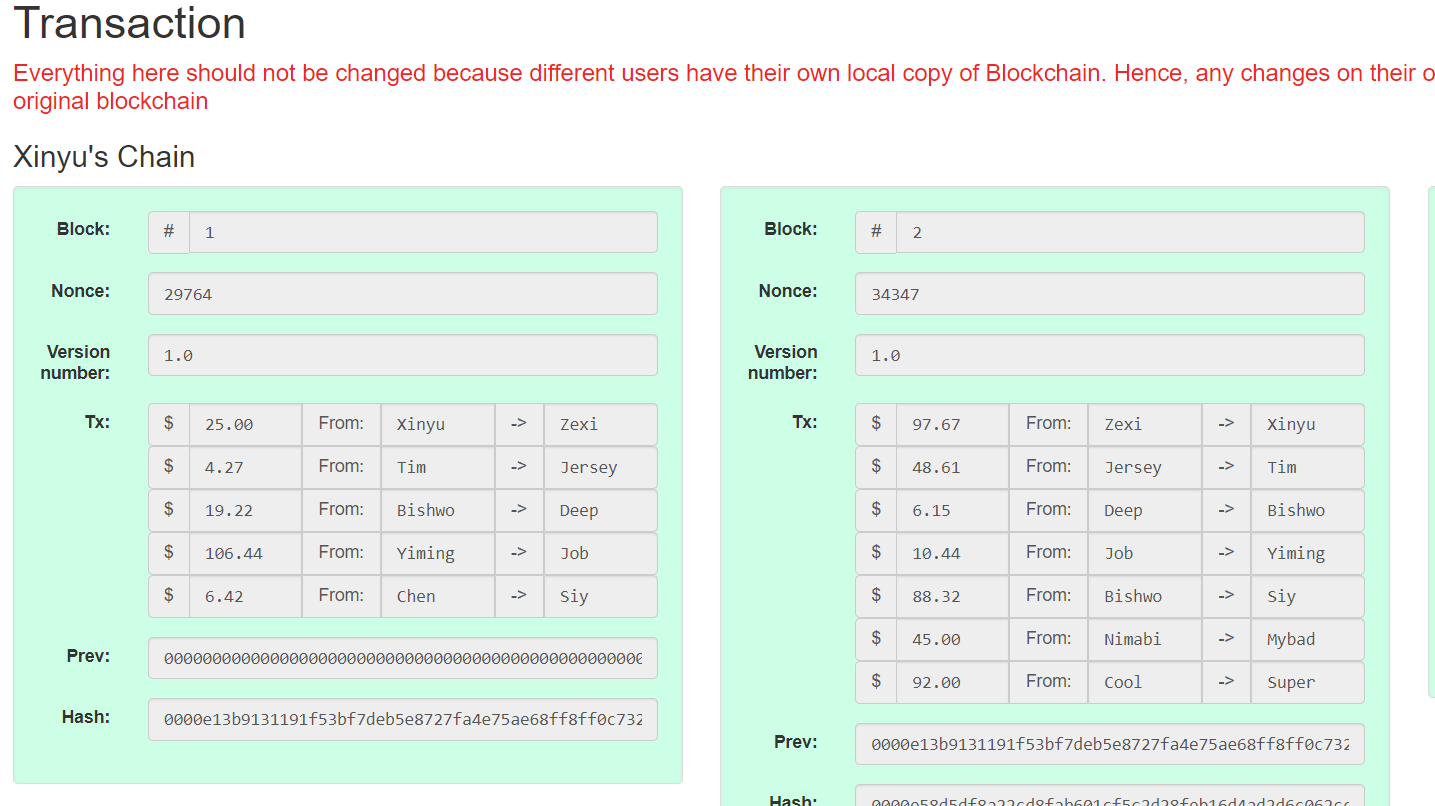 Transaction
Everything here should not be changed because different users have their own local copy of Blockchain. Hence, any changes on their o
original blockchain
Xinyu's Chain
Block: # 1
Nonce: 29764
Version
number: 1.0
Tx: $ 25.00 From: Xinyu -> Zexi
$ 4.27 From: Tim -> Jersey
$ 19.22 From: Bishwo -> Deep
$ 106.44 From: Yiming -> Job
$ 6.42 From: Chen -> Siy
Prev:
Hash: 0000e13b9131191f53bf7deb5e8727fa4e75ae68ff8ff0c732
Block: # 2
Nonce: 34347
Version
number: 1.0
Tx: $ 97.67 From: Zexi -> Xinyu
$ 48.61 From: Jersey -> Tim
$ 6.15 From: Deep -> Bishwo
$ 10.44 From: Job -> Yiming
$ 88.32 From: Bishwo -> Siy
$ 45.00 From: Nimabi -> Mybad
$ 92.00 From: Cool -> Super
Prev: 0000e13b9131191f53bf7deb5e8727fa4e75ae68ff8ff0c732
Hash: